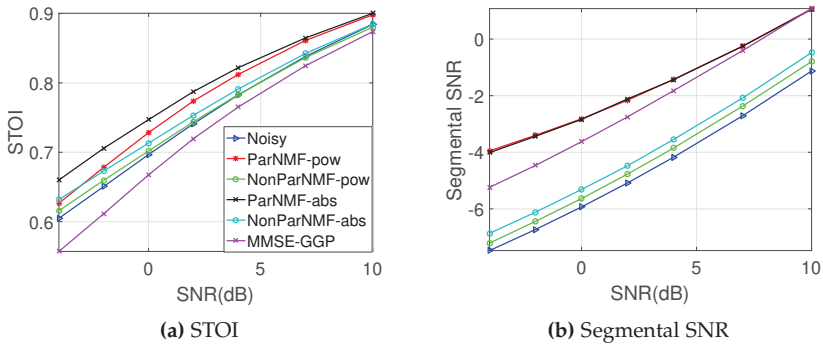 STOI
0.9
0.8
0.7
0.6
0
5
10
SNR(dB)
Noisy
ParNMF-pow
NonParNMF-pow
ParNMF-abs
NonParNMF-abs
MMSE-GGP
(a) STOI
Segmental SNR
0
-2
-4
-6
0
5
10
SNR(dB)
(b) Segmental SNR